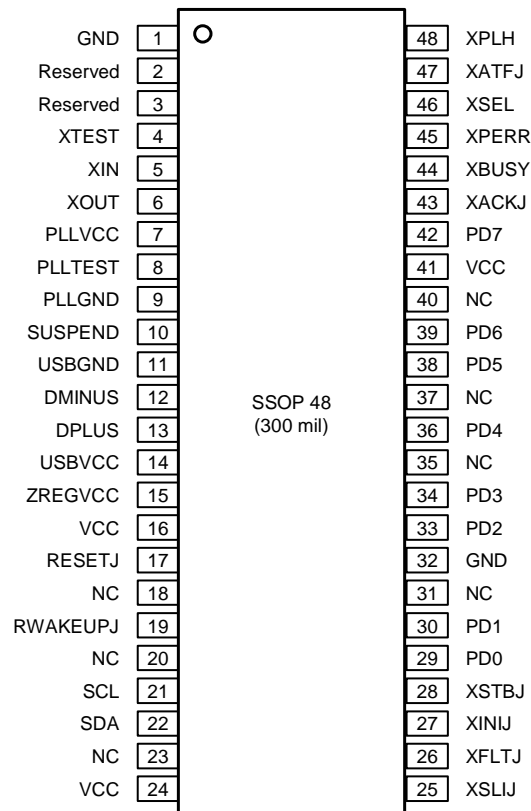 GND 1 48 XPLH
Reserved 2 47 XATFJ
Reserved 3 46 XSEL
XTEST 4 45 XPERR
XIN 5 44 XBUSY
XOUT 6 43 XACKJ
PLLVCC 7 42 PD7
PLLTEST 8 41 VCC
PLLGND 9 40 NC
SUSPEND 10 39 PD6
USBGND 11 38 PD5
DMINUS 12 37 NC
SSOP 48
(300 mil)
DPLUS 13 36 PD4
USBVCC 14 35 NC
ZREGVCC 15 34 PD3
VCC 16 33 PD2
RESETJ 17 32 GND
NC 18 31 NC
RWAKEUPJ 19 30 PD1
NC 20 29 PD0
SCL 21 28 XSTBJ
SDA 22 27 XINIJ
NC 23 26 XFLTJ
VCC 24 25 XSLIJ